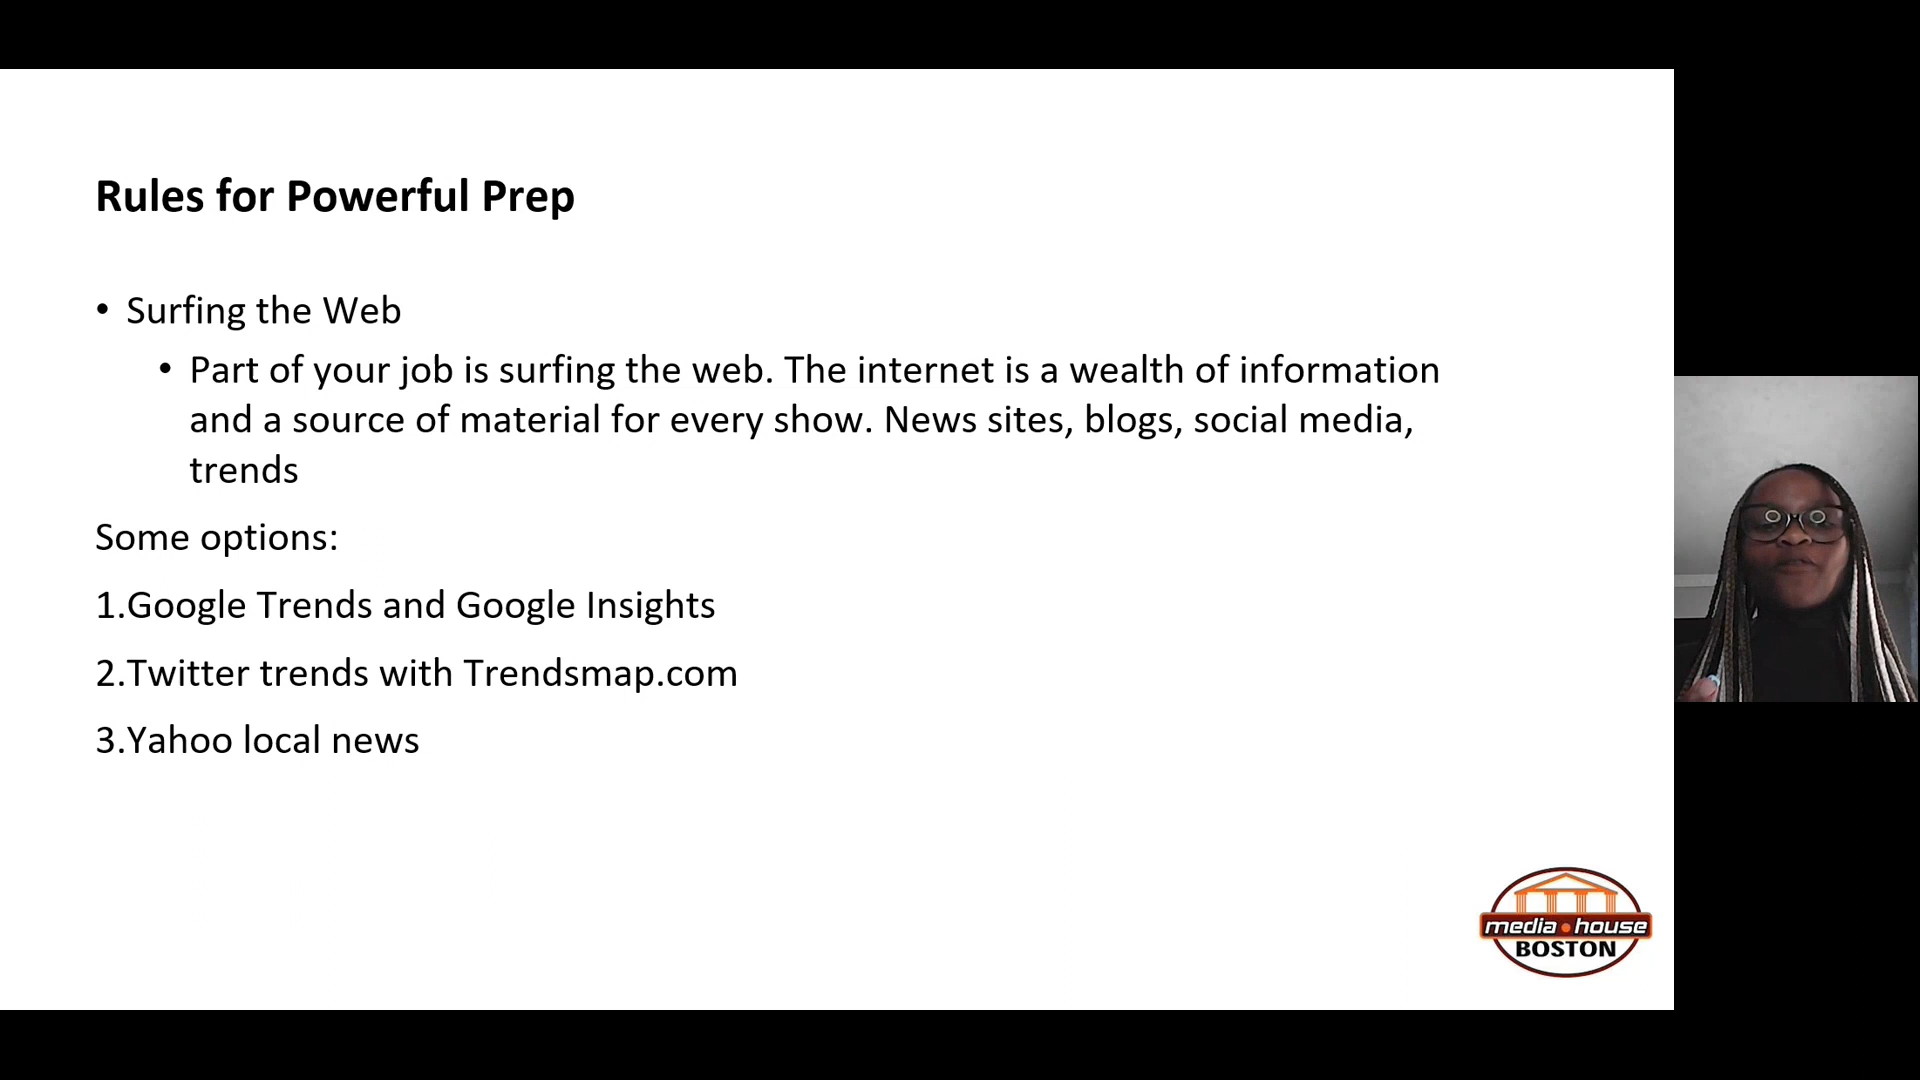 Rules for Powerful Prep
• Surfing the Web
• Part of your job is surfing the web. The internet is a wealth of information
and a source of material for every show. News sites, blogs, social media,
trends
Some options:
1.Google Trends and Google Insights
2.Twitter trends with Trendsmap.com
3.Yahoo local news
media•house
BOSTON